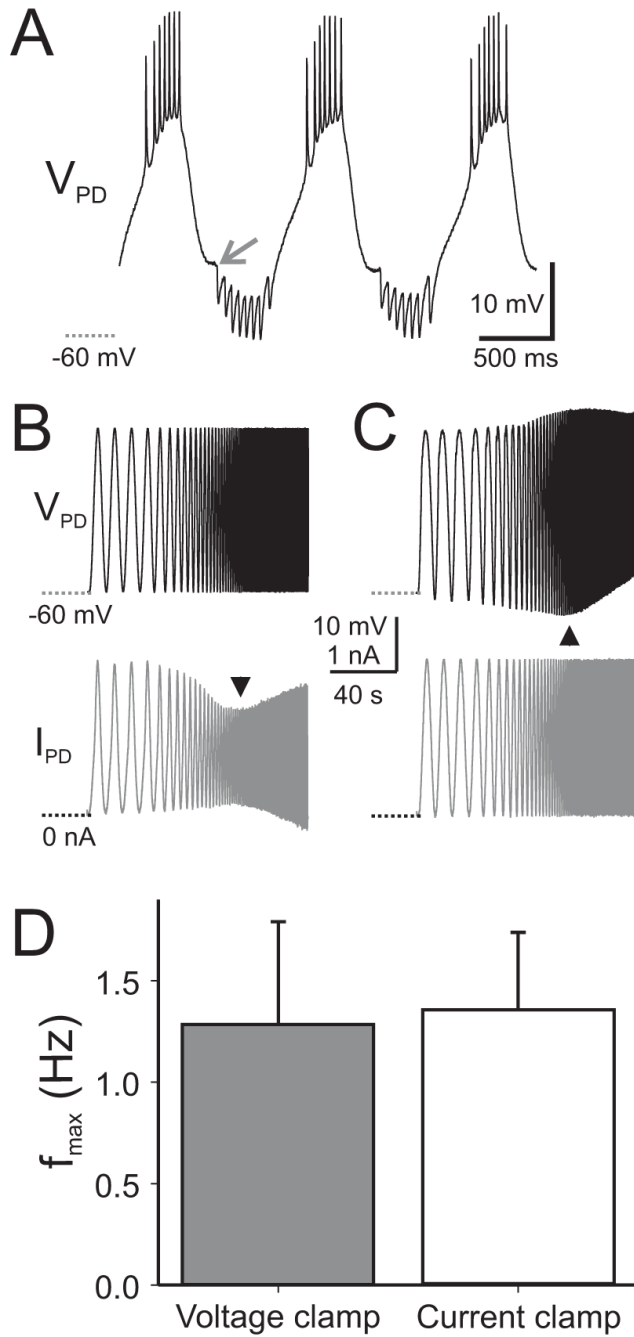 A
V_PD
-60 mV
10 mV
500 ms
B
C
V_PD
-60 mV
10 mV
1 nA
40 s
I_PD
0 nA
D
f_max (Hz)
1.5
1.0
0.5
0.0
Voltage clamp
Current clamp